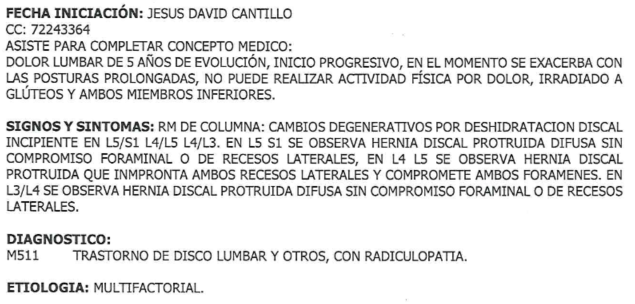 FECHA INICIACIÓN: JESUS DAVID CANTILLO
CC: 72243364
ASISTE PARA COMPLETAR CONCEPTO MEDICO:
DOLOR LUMBAR DE 5 AÑOS DE EVOLUCIÓN, INICIO PROGRESIVO, EN EL MOMENTO SE EXACERBA CON
LAS POSTURAS PROLONGADAS, NO PUEDE REALIZAR ACTIVIDAD FÍSICA POR DOLOR, IRRADIADO A
GLÚTEOS Y AMBOS MIEMBROS INFERIORES.
SIGNOS Y SINTOMAS: RM DE COLUMNA: CAMBIOS DEGENERATIVOS POR DESHIDRATACION DISCAL
INCIPIENTE EN L5/S1 L4/L5 L4/L3. EN L5 S1 SE OBSERVA HERNIA DISCAL PROTRUIDA DIFUSA SIN
COMPROMISO FORAMINAL O DE RECESOS LATERALES, EN L4 L5 SE OBSERVA HERNIA DISCAL
PROTRUIDA QUE INMPRONTA AMBOS RECESOS LATERALES Y COMPROMETE AMBOS FORAMENES. EN
L3/L4 SE OBSERVA HERNIA DISCAL PROTRUIDA DIFUSA SIN COMPROMISO FORAMINAL O DE RECESOS
LATERALES.
DIAGNOSTICO:
M511 TRASTORNO DE DISCO LUMBAR Y OTROS, CON RADICULOPATIA.
ETIOLOGIA: MULTIFACTORIAL.